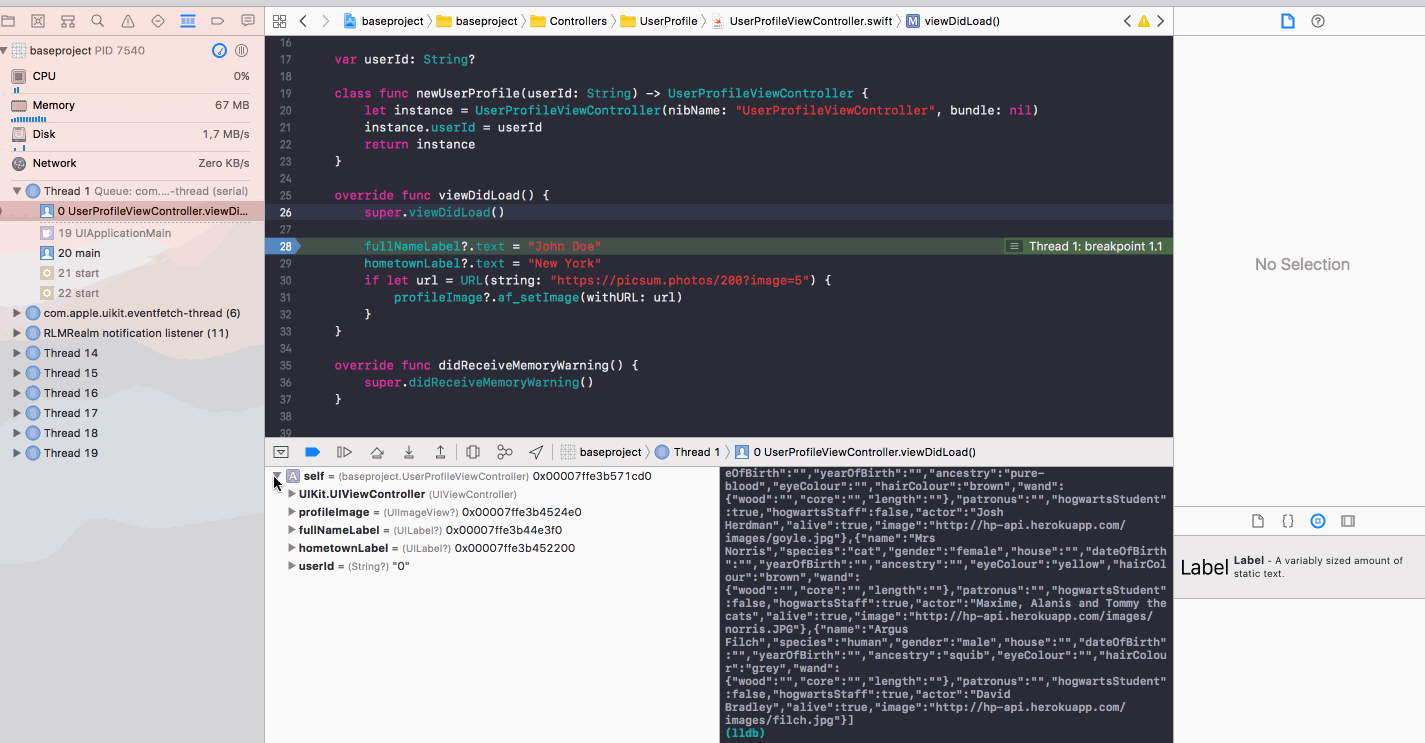 baseproject baseproject Controllers UserProfile UserProfileViewController.swift M viewDidLoad()
baseproject PID 7540
CPU 0%
Memory 67 MB
Disk 1,7 MB/s
Network Zero KB/s
Thread 1 Queue: com....-thread (serial)
0 UserProfileViewController.viewDi...
19 UIApplicationMain
20 main
21 start
22 start
com.apple.uikit.eventfetch-thread (6)
RLMRealm notification listener (11)
Thread 14
Thread 15
Thread 16
Thread 17
Thread 18
Thread 19
16
17 var userId: String?
18
19 class func newUserProfile(userId: String) -> UserProfileViewController {
20 let instance = UserProfileViewController(nibName: "UserProfileViewController", bundle: nil)
21 instance.userId = userId
22 return instance
23 }
24
25 override func viewDidLoad() {
26 super.viewDidLoad()
27
28 fullNameLabel?.text = "John Doe" Thread 1: breakpoint 1.1
29 hometownLabel?.text = "New York"
30 if let url = URL(string: "https://picsum.photos/200?image=5") {
31 profileImage?.af_setImage(withURL: url)
32 }
33 }
34
35 override func didReceiveMemoryWarning() {
36 super.didReceiveMemoryWarning()
37 }
38
39
baseproject Thread 1 0 UserProfileViewController.viewDidLoad()
A self = (baseproject.UserProfileViewController) 0x00007ffe3b571cd0
UIKit.UIViewController (UIViewController)
profileImage = (UIImageView?) 0x00007ffe3b4524e0
fullNameLabel = (UILabel?) 0x00007ffe3b44e3f0
hometownLabel = (UILabel?) 0x00007ffe3b452200
userId = (String?) "0"
eOfBirth":"","yearOfBirth":"","ancestry":"pure-
blood","eyeColour":"","hairColour":"brown","wand":
{"wood":"","core":"","length":""},"patronus":"","hogwartsStudent"
:true,"hogwartsStaff":false,"actor":"Josh
Herdman","alive":true,"image":"http://hp-api.herokuapp.com/
images/goyle.jpg"},{"name":"Mrs
Norris","species":"cat","gender":"female","house":"","dateOfBirth
":"","yearOfBirth":"","ancestry":"","eyeColour":"yellow","hairCol
our":"brown","wand":
{"wood":"","core":"","length":""},"patronus":"","hogwartsStudent"
:false,"hogwartsStaff":true,"actor":"Maxime, Alanis and Tommy the
cats","alive":true,"image":"http://hp-api.herokuapp.com/images/
norris.JPG"},{"name":"Argus
Filch","species":"human","gender":"male","house":"","dateOfBirth"
:"","yearOfBirth":"","ancestry":"squib","eyeColour":"","hairColou
r":"grey","wand":
{"wood":"","core":"","length":""},"patronus":"","hogwartsStudent"
:false,"hogwartsStaff":true,"actor":"David
Bradley","alive":true,"image":"http://hp-api.herokuapp.com/
images/filch.jpg"}]
(lldb)
No Selection
Label Label - A variably sized amount of
static text.